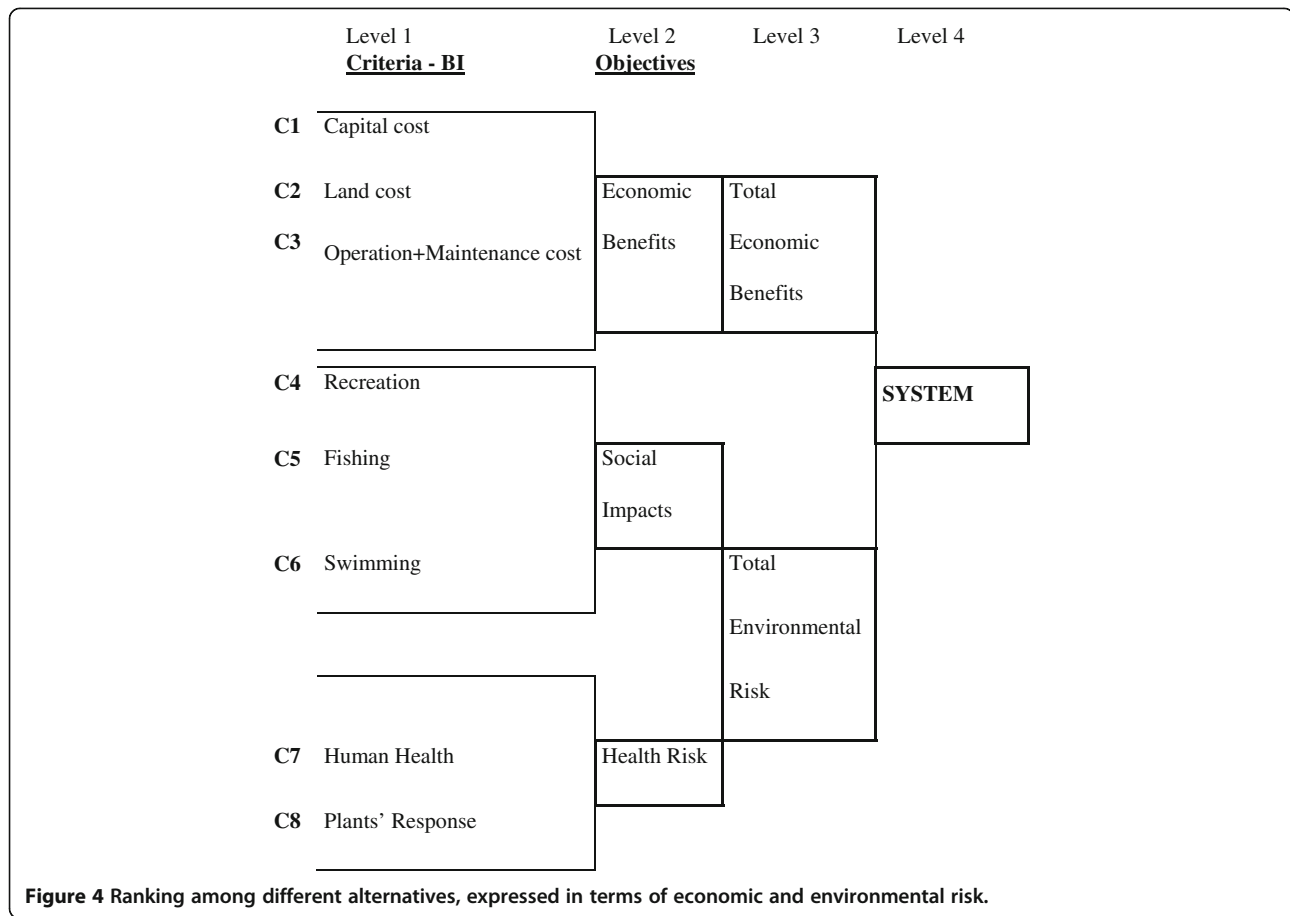 Level 1 Level 2 Level 3 Level 4
Criteria - BI Objectives
C1 Capital cost
C2 Land cost Economic Total
C3 Operation+Maintenance cost Benefits Economic
Benefits
C4 Recreation SYSTEM
C5 Fishing Social
Impacts
C6 Swimming Total
Environmental
Risk
C7 Human Health Health Risk
C8 Plants’ Response
Figure 4 Ranking among different alternatives, expressed in terms of economic and environmental risk.